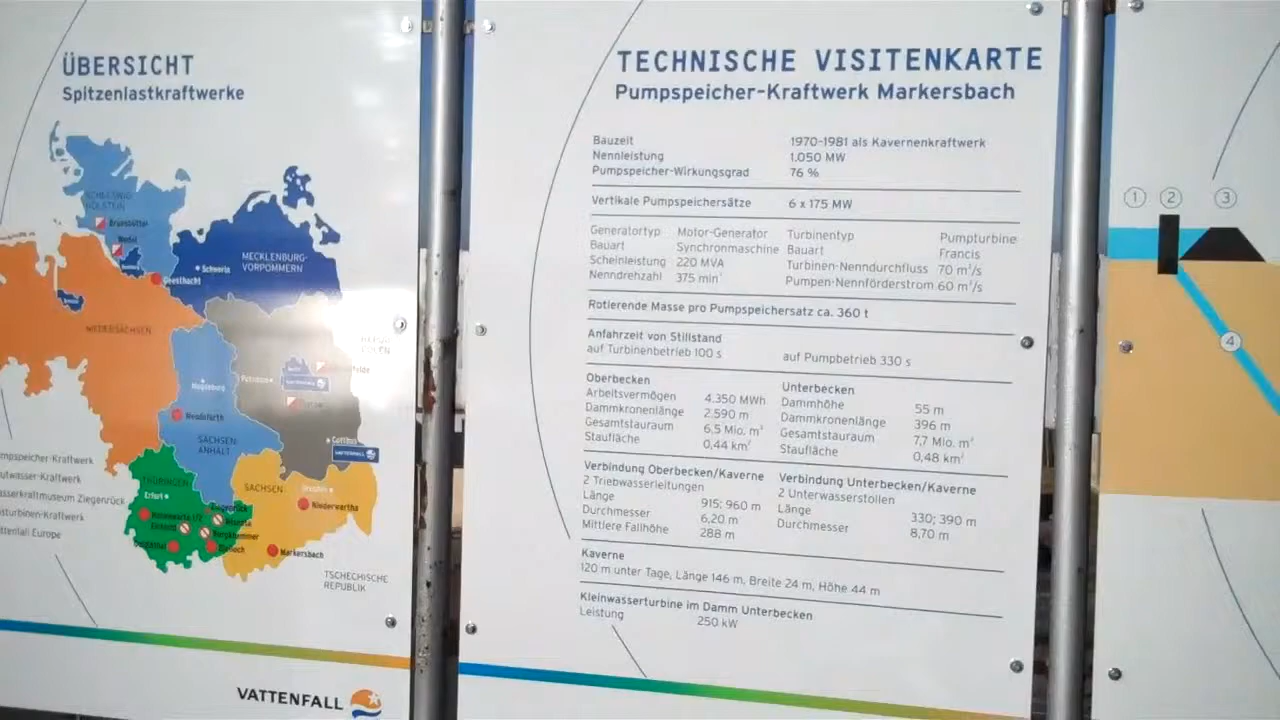 ÜBERSICHT
Spitzenlastkraftwerke
SCHLESWIG-
HOLSTEIN
Brunsbüttel
Wedel
Geesthacht
Schwerin
MECKLENBURG-
VORPOMMERN
NIEDERSACHSEN
Magdeburg
Potsdam
Wendefurth
SACHSEN
ANHALT
Cottbus
VATTENFALL
THÜRINGEN
Erfurt
SACHSEN
Dresden
Niederwartha
Ziegenrück
Markersbach
TSCHECHISCHE
REPUBLIK
mpspeicher-Kraftwerk
utwasser-Kraftwerk
asserkraftmuseum Ziegenrück
sturbinen-Kraftwerk
ttenfall Europe
VATTENFALL
TECHNISCHE VISITENKARTE
Pumpspeicher-Kraftwerk Markersbach
Bauzeit 1970-1981 als Kavernenkraftwerk
Nennleistung 1.050 MW
Pumpspeicher-Wirkungsgrad 76 %
Vertikale Pumpspeichersätze 6 x 175 MW
Generatortyp Motor-Generator Turbinentyp Pumpturbine
Bauart Synchronmaschine Bauart Francis
Scheinleistung 220 MVA Turbinen-Nenndurchfluss 70 m³/s
Nenndrehzahl 375 min⁻¹ Pumpen-Nennförderstrom 60 m³/s
Rotierende Masse pro Pumpspeichersatz ca. 360 t
Anfahrzeit von Stillstand
auf Turbinenbetrieb 100 s auf Pumpbetrieb 330 s
Oberbecken Unterbecken
Arbeitsvermögen 4.350 MWh Dammhöhe 55 m
Dammkronenlänge 2.590 m Dammkronenlänge 396 m
Gesamtstauraum 6,5 Mio. m³ Gesamtstauraum 7,7 Mio. m³
Staufläche 0,44 km² Staufläche 0,48 km²
Verbindung Oberbecken/Kaverne Verbindung Unterbecken/Kaverne
2 Triebwasserleitungen 2 Unterwasserstollen
Länge 915; 960 m Länge 330; 390 m
Durchmesser 6,20 m Durchmesser 8,70 m
Mittlere Fallhöhe 288 m
Kaverne
120 m unter Tage, Länge 146 m, Breite 24 m, Höhe 44 m
Kleinwasserturbine im Damm Unterbecken
Leistung 250 kW
1 2 3
4